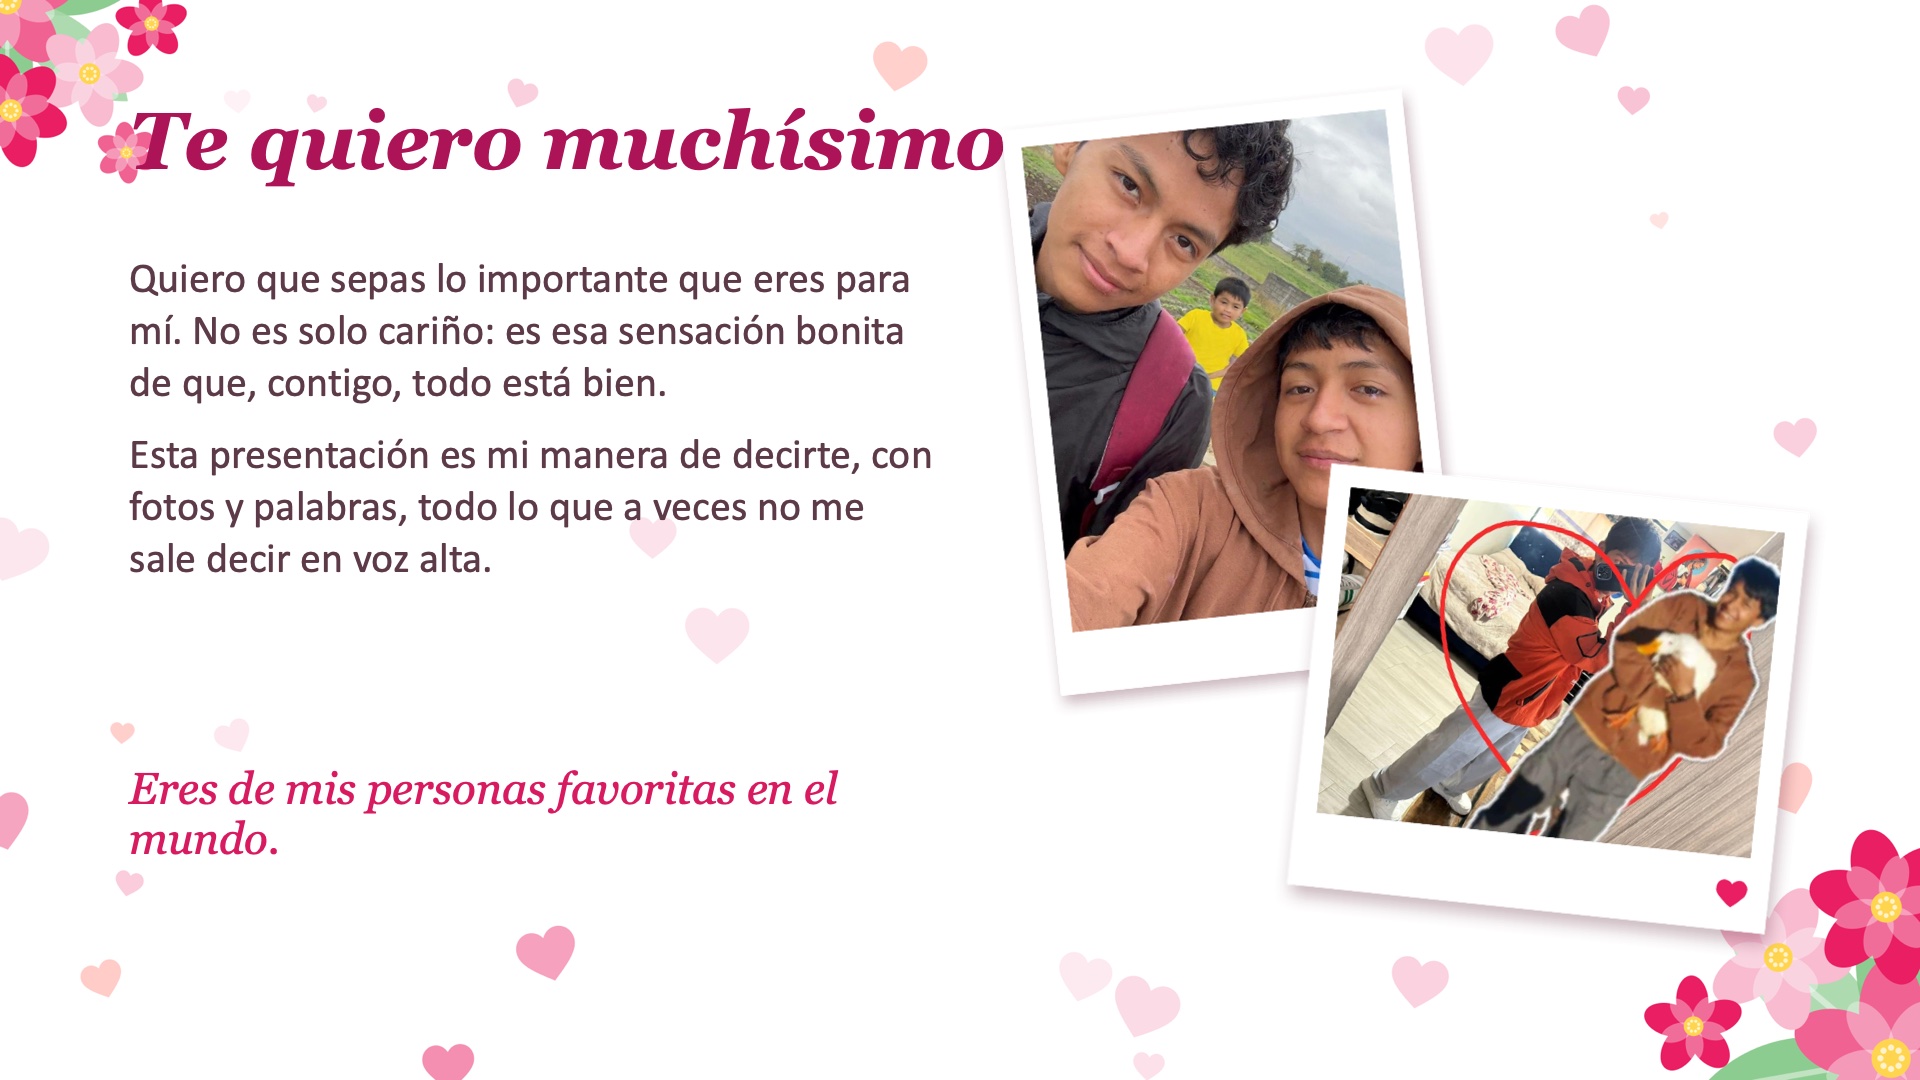 Te quiero muchísimo
Quiero que sepas lo importante que eres para
mí. No es solo cariño: es esa sensación bonita
de que, contigo, todo está bien.
Esta presentación es mi manera de decirte, con
fotos y palabras, todo lo que a veces no me
sale decir en voz alta.
Eres de mis personas favoritas en el
mundo.